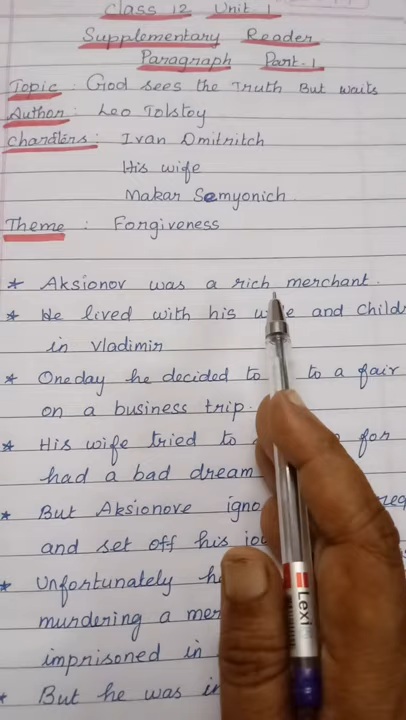 Class 12 Unit-1
Supplementary Reader
Paragraph Part-1
Topic : God sees the Truth But waits
Author : Leo Tolstoy
Charaters : Ivan Dmitritch
His wife
Makar Semyonich
Theme : Forgiveness
* Aksionov was a rich merchant.
* He lived with his wife and Child
in Vladimir
* Oneday he decided to to a fair
on a business trip.
* His wife tried to for
had a bad dream
* But Aksionove
and set off his
* Unfortunately
murdering a
imprisoned in
* But he was
Lexi